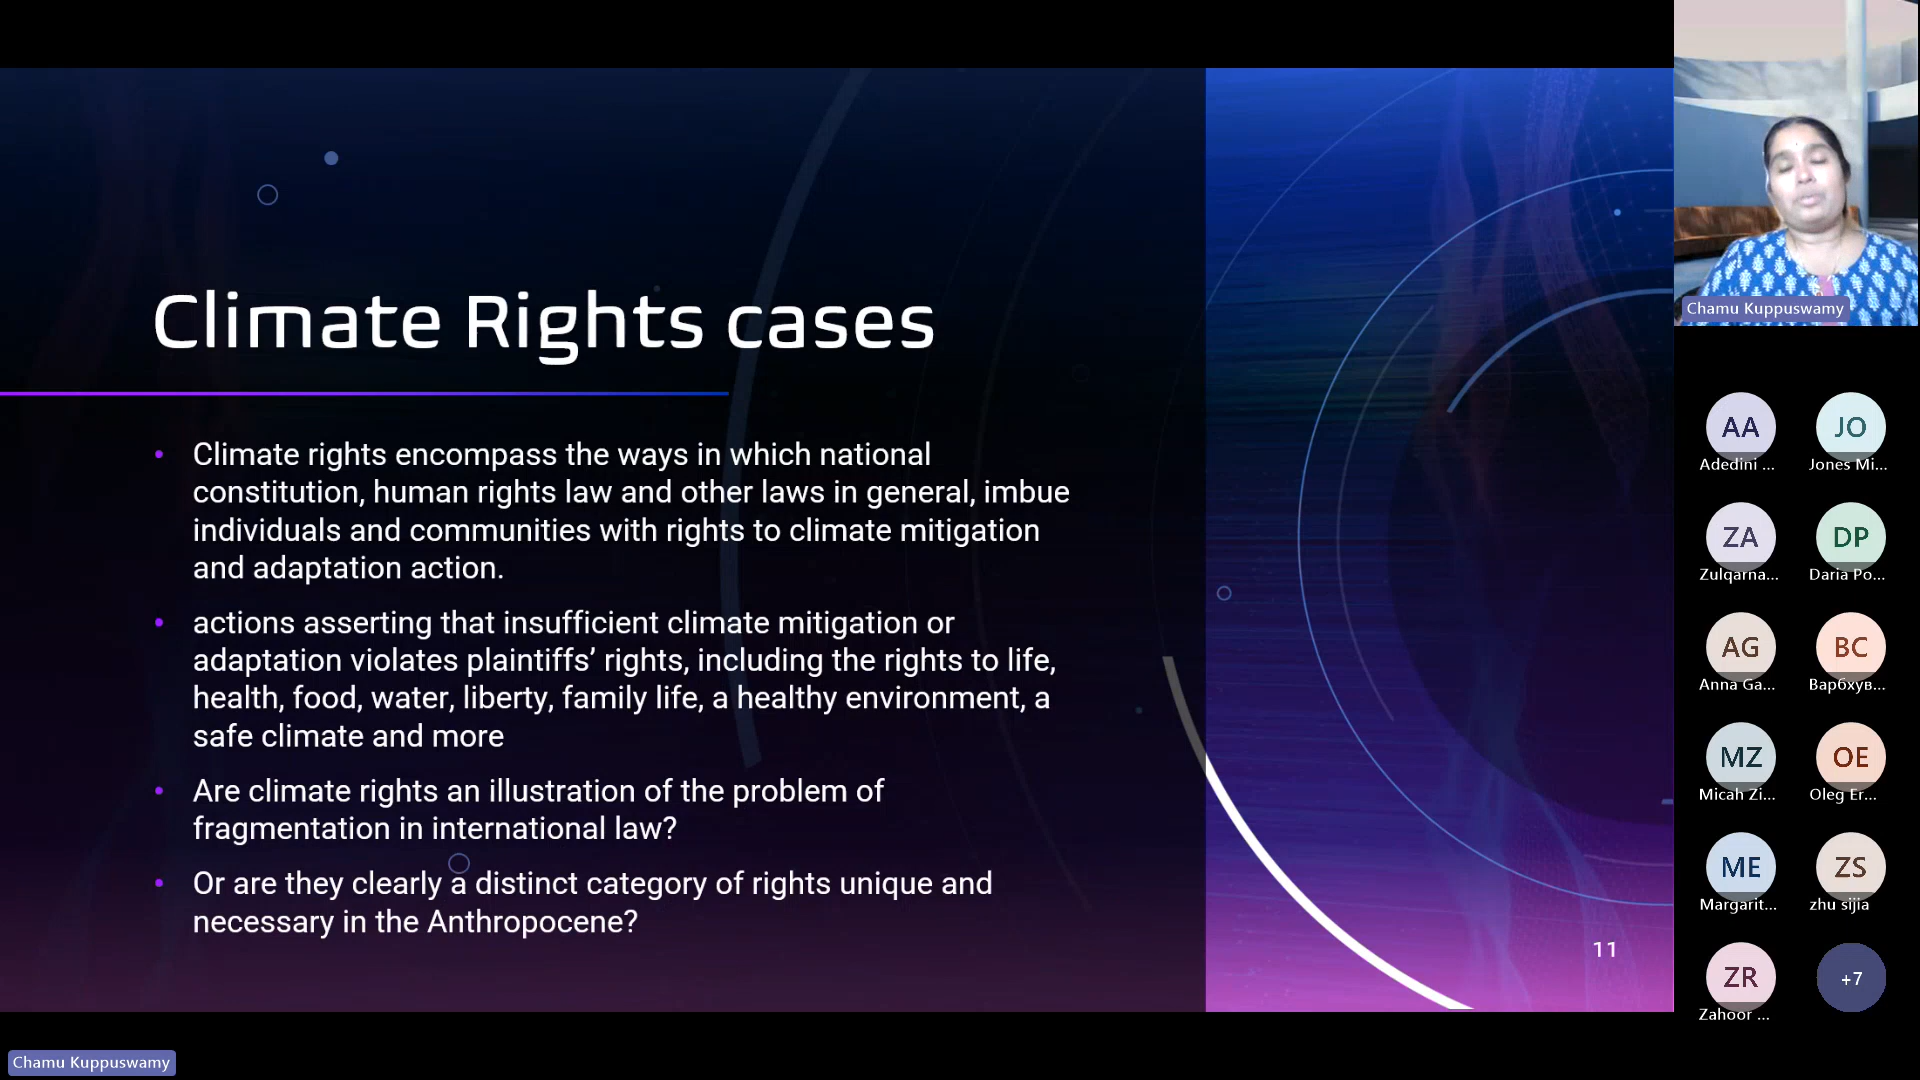 Climate Rights cases
• Climate rights encompass the ways in which national
constitution, human rights law and other laws in general, imbue
individuals and communities with rights to climate mitigation
and adaptation action.
• actions asserting that insufficient climate mitigation or
adaptation violates plaintiffs’ rights, including the rights to life,
health, food, water, liberty, family life, a healthy environment, a
safe climate and more
• Are climate rights an illustration of the problem of
fragmentation in international law?
• Or are they clearly a distinct category of rights unique and
necessary in the Anthropocene?
11
Chamu Kuppuswamy
AA
JO
Adedini ...
Jones Mi...
ZA
DP
Zulqarna...
Daria Po...
AG
BC
Anna Ga...
Варбхув...
MZ
OE
Micah Zi...
Oleg Er...
ME
ZS
Margarit...
zhu sijia
ZR
+7
Zahoor ...
Chamu Kuppuswamy